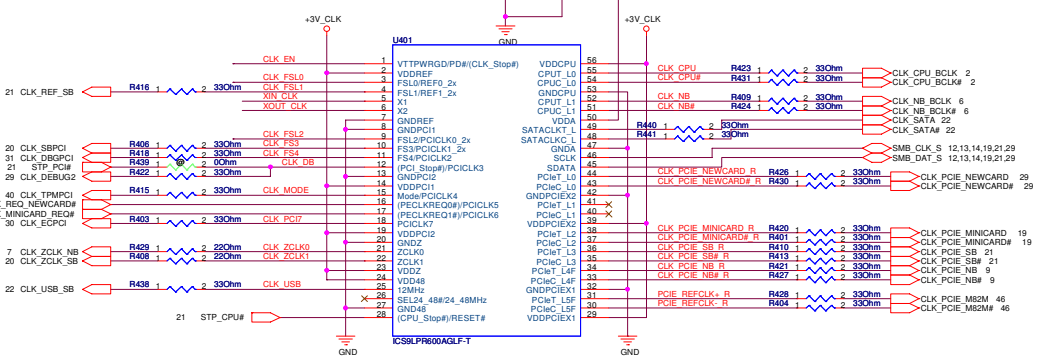 GND
+3V_CLK
+3V_CLK
U401
CLK_EN 1 VTTPWRGD/PD#/(CLK_Stop#) VDDCPU 56
2 VDDREF CPUT_L0 55 CLK_CPU R423 1 2 33Ohm CLK_CPU_BCLK 2
CLK_FSL0 3 FSL0/REF0_2x CPUC_L0 54 CLK_CPU# R431 1 2 33Ohm CLK_CPU_BCLK# 2
21 CLK_REF_SB R416 1 2 33Ohm CLK_FSL1 4 FSL1/REF1_2x GNDCPU 53
XIN_CLK 5 X1 CPUT_L1 52 CLK_NB R409 1 2 33Ohm CLK_NB_BCLK 6
XOUT_CLK 6 X2 CPUC_L1 51 CLK_NB# R424 1 2 33Ohm CLK_NB_BCLK# 6
7 GNDREF VDDA 50 CLK_SATA 22
8 GNDPCI1 SATACLKT_L 49 R440 1 2 33Ohm CLK_SATA# 22
CLK_FSL2 9 FSL2/PCICLK0_2x SATACLKC_L 48 R441 1 2 33Ohm
20 CLK_SBPCI R406 1 2 33Ohm CLK_FS3 10 FS3/PCICLK1_2x GNDA 47 SMB_CLK_S 12,13,14,19,21,29
31 CLK_DBGPCI R418 1 2 33Ohm CLK_FS4 11 FS4/PCICLK2 SCLK 46 SMB_DAT_S 12,13,14,19,21,29
21 STP_PCI# R439 1 2 0Ohm CLK_DB 12 (PCI_Stop#)/PCICLK3 SDATA 45
29 CLK_DEBUG2 R422 1 2 33Ohm 13 GNDPCI2 PCIeT_L0 44 CLK_PCIE_NEWCARD_R R426 1 2 33Ohm CLK_PCIE_NEWCARD 29
14 VDDPCI1 PCIeC_L0 43 CLK_PCIE_NEWCARD#_R R430 1 2 33Ohm CLK_PCIE_NEWCARD# 29
40 CLK_TPMPCI R415 1 2 33Ohm CLK_MODE 15 Mode/PCICLK4 GNDPCIEX2 42
K_REQ_NEWCARD# 16 (PECLKREQ0#)/PCICLK5 PCIeT_L1 41
_MINICARD_REQ# 17 (PECLKREQ1#)/PCICLK6 PCIeC_L1 40
30 CLK_ECPCI R403 1 2 33Ohm CLK_PCI7 18 PCICLK7 VDDPCIEX2 39
19 VDDPCI2 PCIeT_L2 38 CLK_PCIE_MINICARD_R R420 1 2 33Ohm CLK_PCIE_MINICARD 19
20 GNDZ PCIeC_L2 37 CLK_PCIE_MINICARD#_R R401 1 2 33Ohm CLK_PCIE_MINICARD# 19
7 CLK_ZCLK_NB R429 1 2 22Ohm CLK_ZCLK0 21 ZCLK0 PCIeT_L3 36 CLK_PCIE_SB_R R410 1 2 33Ohm CLK_PCIE_SB 21
20 CLK_ZCLK_SB R408 1 2 22Ohm CLK_ZCLK1 22 ZCLK1 PCIeC_L3 35 CLK_PCIE_SB#_R R413 1 2 33Ohm CLK_PCIE_SB# 21
23 VDDZ PCIeT_L4F 34 CLK_PCIE_NB_R R421 1 2 33Ohm CLK_PCIE_NB 9
24 VDD48 PCIeC_L4F 33 CLK_PCIE_NB#_R R427 1 2 33Ohm CLK_PCIE_NB# 9
22 CLK_USB_SB R438 1 2 33Ohm CLK_USB 25 12MHz GNDPCIEX1 32
26 SEL24_48#/24_48MHz PCIeT_L5F 31 PCIE_REFCLK+_R R428 1 2 33Ohm CLK_PCIE_M82M 46
27 GND48 PCIeC_L5F 30 PCIE_REFCLK-_R R404 1 2 33Ohm CLK_PCIE_M82M# 46
21 STP_CPU# 28 (CPU_Stop#)/RESET# VDDPCIEX1 29
ICS9LPR600AGLF-T
GND
GND